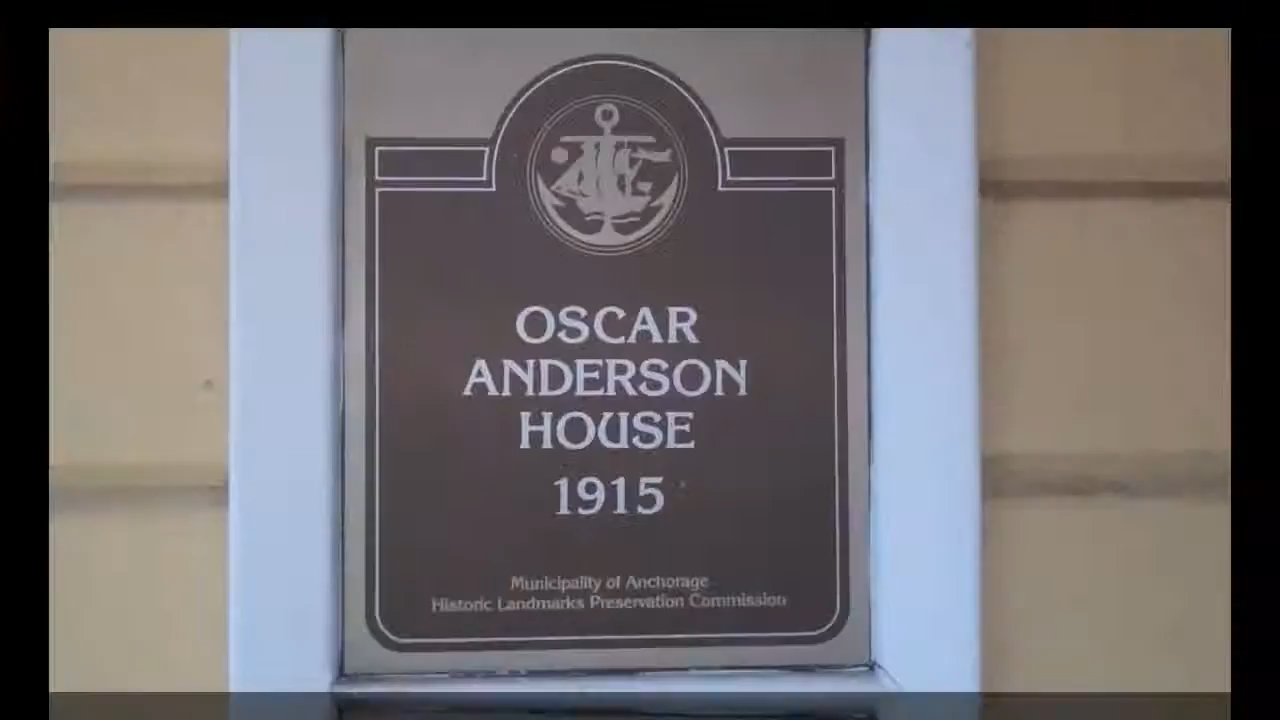 OSCAR
ANDERSON
HOUSE
1915
Municipality of Anchorage
Historic Landmarks Preservation Commission